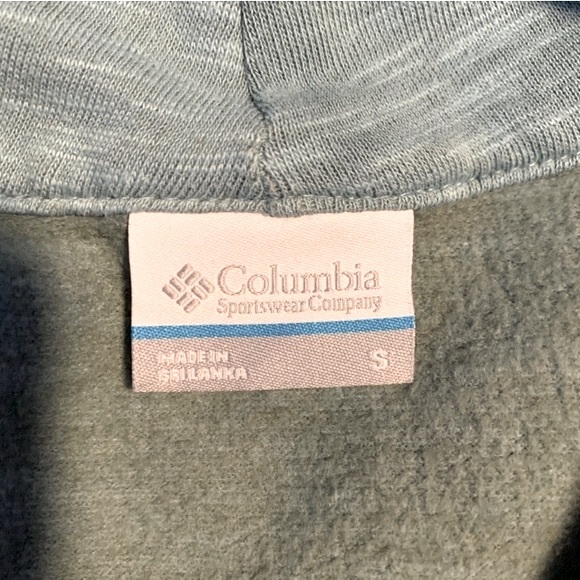 Columbia
Sportswear Company
MADE IN
SRI LANKA
S